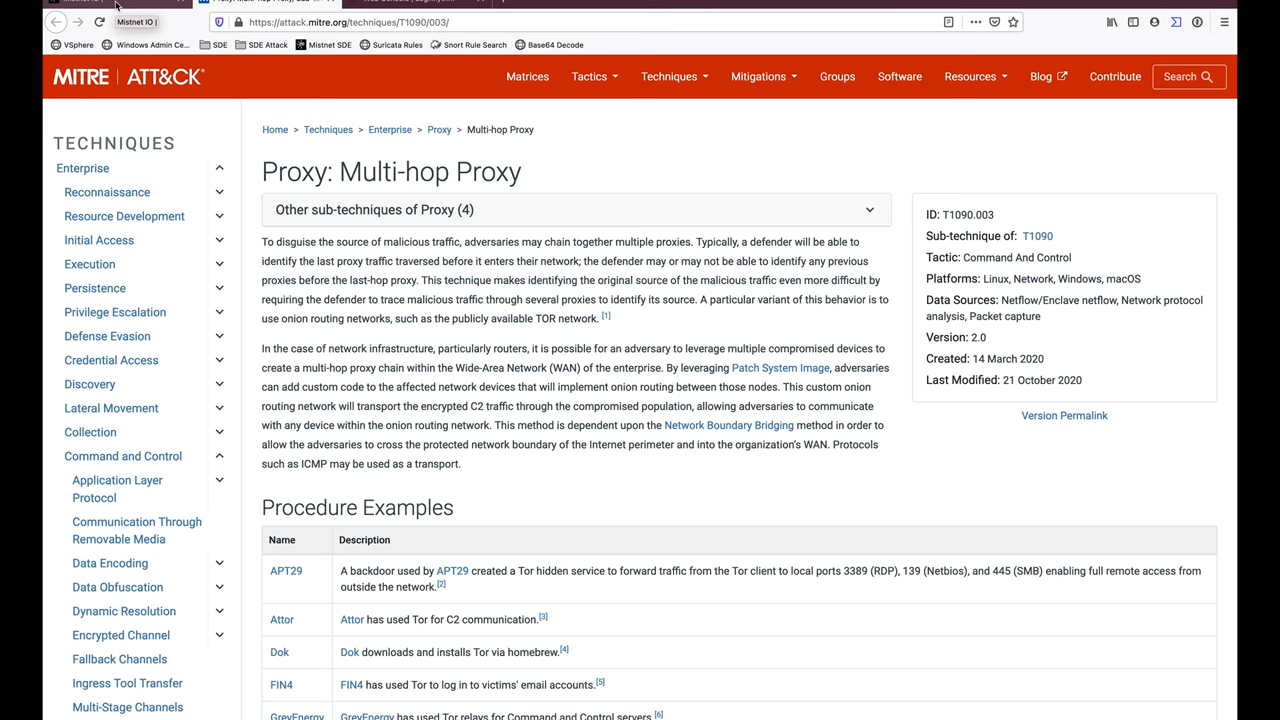 Mistnet IO |
Mistnet IO |
https://attack.mitre.org/techniques/T1090/003/
VSphere
Windows Admin Ce...
SDE
SDE Attack
Mistnet SDE
Suricata Rules
Snort Rule Search
Base64 Decode
MITRE | ATT&CK®
Matrices
Tactics
Techniques
Mitigations
Groups
Software
Resources
Blog
Contribute
Search
TECHNIQUES
Enterprise
Reconnaissance
Resource Development
Initial Access
Execution
Persistence
Privilege Escalation
Defense Evasion
Credential Access
Discovery
Lateral Movement
Collection
Command and Control
Application Layer
Protocol
Communication Through
Removable Media
Data Encoding
Data Obfuscation
Dynamic Resolution
Encrypted Channel
Fallback Channels
Ingress Tool Transfer
Multi-Stage Channels
Home > Techniques > Enterprise > Proxy > Multi-hop Proxy
Proxy: Multi-hop Proxy
Other sub-techniques of Proxy (4)
To disguise the source of malicious traffic, adversaries may chain together multiple proxies. Typically, a defender will be able to
identify the last proxy traffic traversed before it enters their network; the defender may or may not be able to identify any previous
proxies before the last-hop proxy. This technique makes identifying the original source of the malicious traffic even more difficult by
requiring the defender to trace malicious traffic through several proxies to identify its source. A particular variant of this behavior is to
use onion routing networks, such as the publicly available TOR network. [1]
In the case of network infrastructure, particularly routers, it is possible for an adversary to leverage multiple compromised devices to
create a multi-hop proxy chain within the Wide-Area Network (WAN) of the enterprise. By leveraging Patch System Image, adversaries
can add custom code to the affected network devices that will implement onion routing between those nodes. This custom onion
routing network will transport the encrypted C2 traffic through the compromised population, allowing adversaries to communicate
with any device within the onion routing network. This method is dependent upon the Network Boundary Bridging method in order to
allow the adversaries to cross the protected network boundary of the Internet perimeter and into the organization's WAN. Protocols
such as ICMP may be used as a transport.
ID: T1090.003
Sub-technique of: T1090
Tactic: Command And Control
Platforms: Linux, Network, Windows, macOS
Data Sources: Netflow/Enclave netflow, Network protocol
analysis, Packet capture
Version: 2.0
Created: 14 March 2020
Last Modified: 21 October 2020
Version Permalink
Procedure Examples
Name Description
APT29 A backdoor used by APT29 created a Tor hidden service to forward traffic from the Tor client to local ports 3389 (RDP), 139 (Netbios), and 445 (SMB) enabling full remote access from
outside the network.[2]
Attor Attor has used Tor for C2 communication.[3]
Dok Dok downloads and installs Tor via homebrew.[4]
FIN4 FIN4 has used Tor to log in to victims' email accounts.[5]
GreyEnergy GreyEnergy has used Tor relays for Command and Control servers.[6]